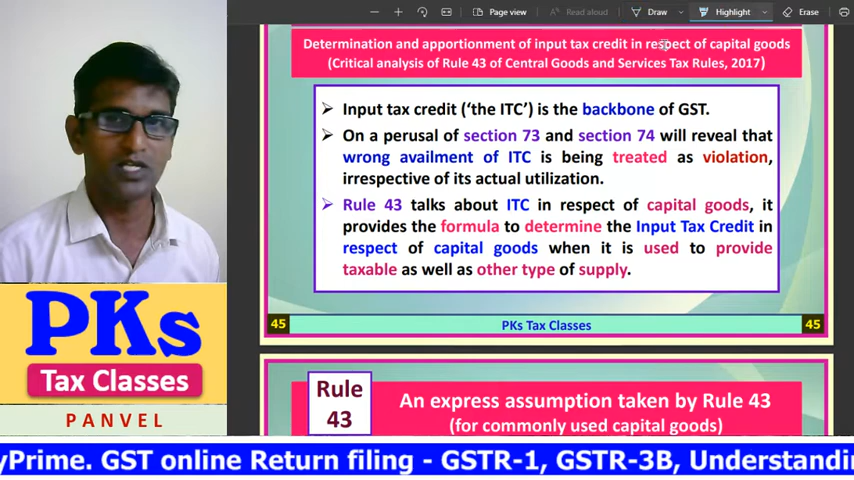 Page view
Read aloud
Draw
Highlight
Erase
Determination and apportionment of input tax credit in respect of capital goods
(Critical analysis of Rule 43 of Central Goods and Services Tax Rules, 2017)
➢ Input tax credit (‘the ITC’) is the backbone of GST.
➢ On a perusal of section 73 and section 74 will reveal that
wrong availment of ITC is being treated as violation,
irrespective of its actual utilization.
➢ Rule 43 talks about ITC in respect of capital goods, it
provides the formula to determine the Input Tax Credit in
respect of capital goods when it is used to provide
taxable as well as other type of supply.
45
PKs Tax Classes
45
Rule
43
An express assumption taken by Rule 43
(for commonly used capital goods)
PKs
Tax Classes
PANVEL
yPrime. GST online Return filing - GSTR-1, GSTR-3B, Understandin